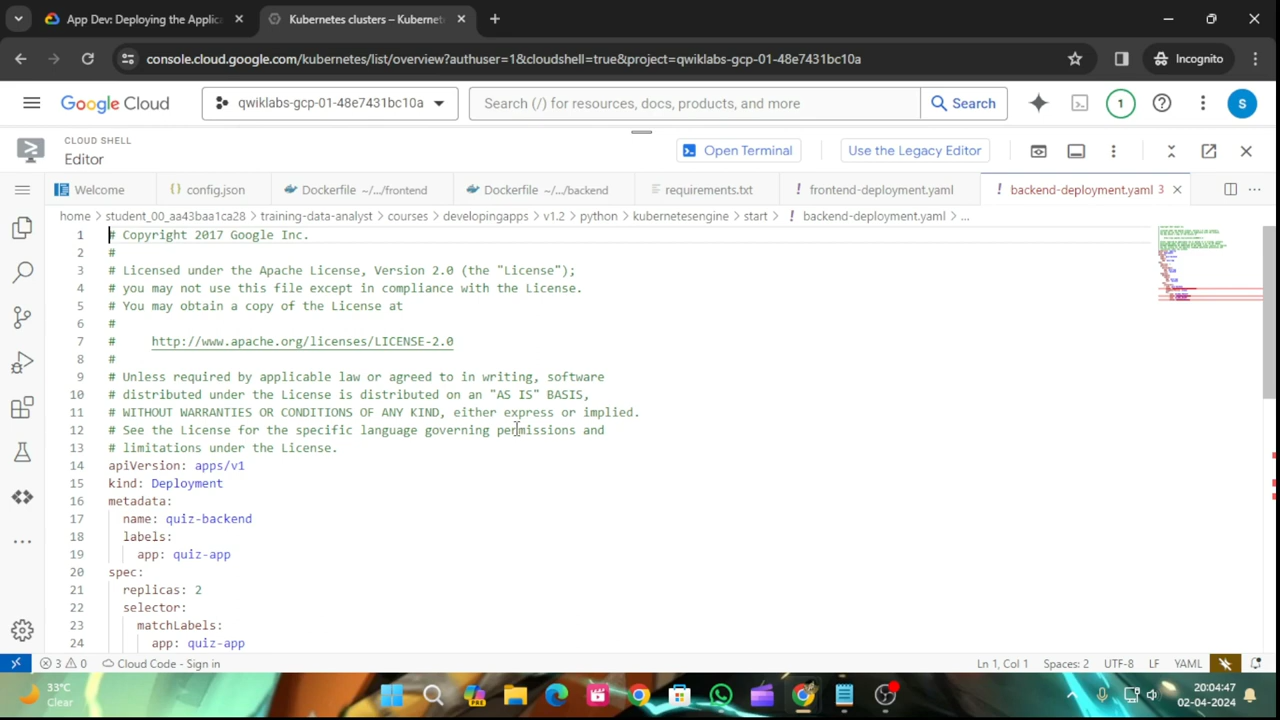 App Dev: Deploying the Applic
Kubernetes clusters – Kubernet
console.cloud.google.com/kubernetes/list/overview?authuser=1&cloudshell=true&project=qwiklabs-gcp-01-48e7431bc10a
Incognito
Google Cloud
qwiklabs-gcp-01-48e7431bc10a
Search (/) for resources, docs, products, and more
Search
1
S
CLOUD SHELL
Editor
Open Terminal
Use the Legacy Editor
Welcome
config.json
Dockerfile ~/.../frontend
Dockerfile ~/.../backend
requirements.txt
frontend-deployment.yaml
backend-deployment.yaml 3
home > student_00_aa43baa1ca28 > training-data-analyst > courses > developingapps > v1.2 > python > kubernetesengine > start > ! backend-deployment.yaml > ...
1 # Copyright 2017 Google Inc.
2 #
3 # Licensed under the Apache License, Version 2.0 (the "License");
4 # you may not use this file except in compliance with the License.
5 # You may obtain a copy of the License at
6 #
7 #     http://www.apache.org/licenses/LICENSE-2.0
8 #
9 # Unless required by applicable law or agreed to in writing, software
10 # distributed under the License is distributed on an "AS IS" BASIS,
11 # WITHOUT WARRANTIES OR CONDITIONS OF ANY KIND, either express or implied.
12 # See the License for the specific language governing permissions and
13 # limitations under the License.
14 apiVersion: apps/v1
15 kind: Deployment
16 metadata:
17   name: quiz-backend
18   labels:
19     app: quiz-app
20 spec:
21   replicas: 2
22   selector:
23     matchLabels:
24       app: quiz-app
3 0 Cloud Code - Sign in
Ln 1, Col 1 Spaces: 2 UTF-8 LF YAML
33°C
Clear
PRE
20:04:47
02-04-2024